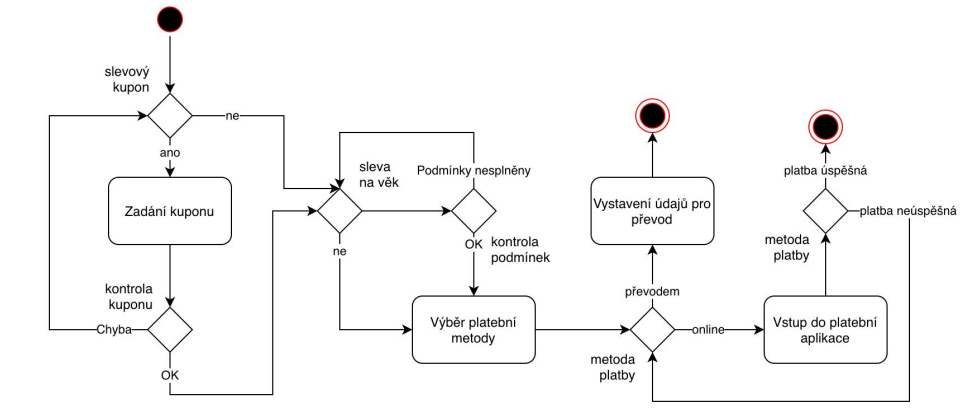 slevový
kupon
ne
ano
Zadání kuponu
kontrola
kuponu
Chyba
OK
sleva
na věk
Podmínky nesplněny
ne
OK
kontrola
podmínek
Výběr platební
metody
Vystavení údajů pro
převod
převodem
online
metoda
platby
Vstup do platební
aplikace
metoda
platby
platba úspěšná
platba neúspěšná